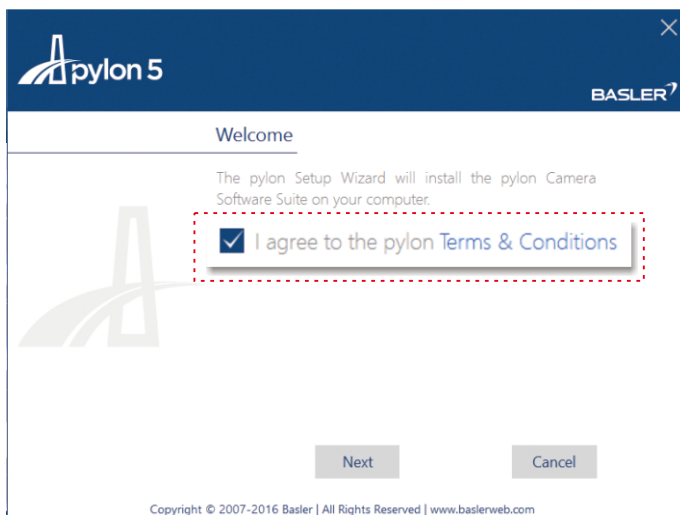 pylon 5
BASLER
Welcome
The pylon Setup Wizard will install the pylon Camera
Software Suite on your computer.
I agree to the pylon Terms & Conditions
Next
Cancel
Copyright © 2007-2016 Basler | All Rights Reserved | www.baslerweb.com